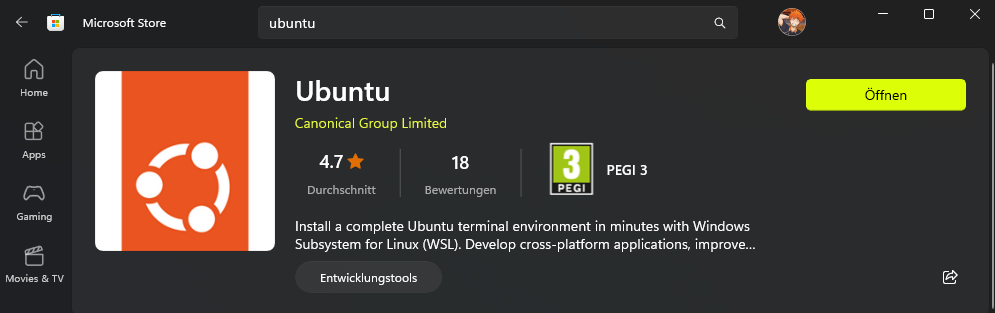 Microsoft Store
ubuntu
Home
Apps
Gaming
Movies & TV
Ubuntu
Canonical Group Limited
Öffnen
4.7
Durchschnitt
18
Bewertungen
3
PEGI
PEGI 3
Install a complete Ubuntu terminal environment in minutes with Windows
Subsystem for Linux (WSL). Develop cross-platform applications, improve...
Entwicklungstools